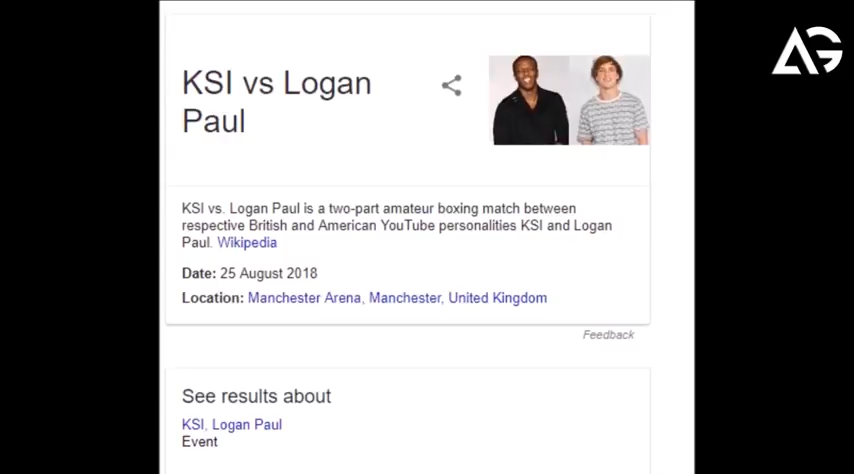 AG
KSI vs Logan
Paul
KSI vs. Logan Paul is a two-part amateur boxing match between
respective British and American YouTube personalities KSI and Logan
Paul. Wikipedia
Date: 25 August 2018
Location: Manchester Arena, Manchester, United Kingdom
Feedback
See results about
KSI, Logan Paul
Event